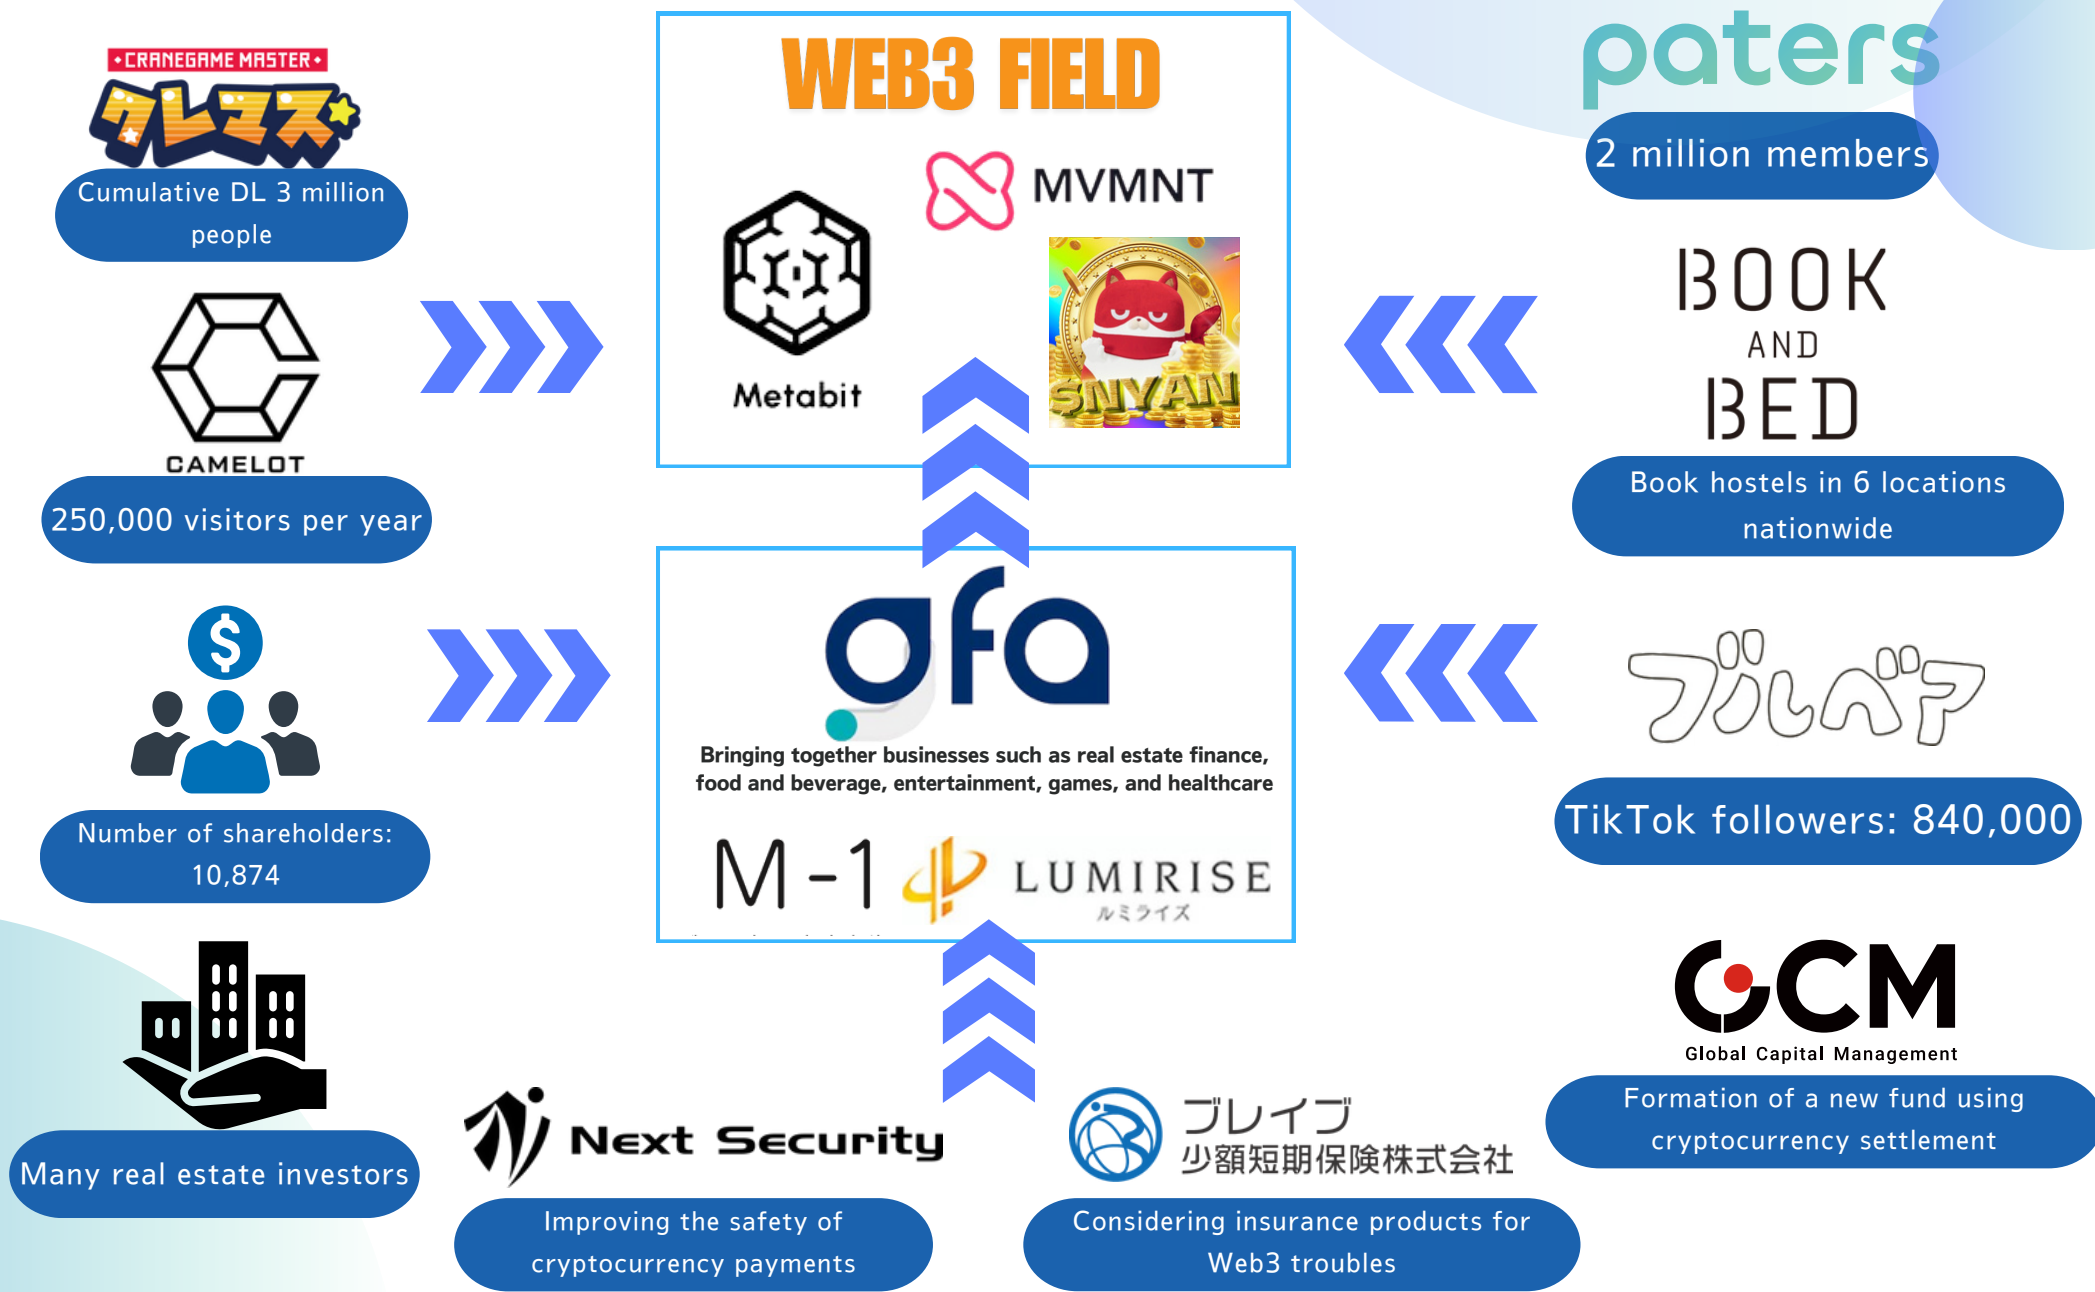 • CRANEGAME MASTER •
クレマス
Cumulative DL 3 million
people
CAMELOT
250,000 visitors per year
Number of shareholders:
10,874
Many real estate investors
WEB3 FIELD
MVMNT
Metabit
$NYAN
gfa
Bringing together businesses such as real estate finance,
food and beverage, entertainment, games, and healthcare
M-1
LUMIRISE
ルミライズ
Next Security
Improving the safety of
cryptocurrency payments
ブレイブ
少額短期保険株式会社
Considering insurance products for
Web3 troubles
paters
2 million members
BOOK
AND
BED
Book hostels in 6 locations
nationwide
ブルベア
TikTok followers: 840,000
GCM
Global Capital Management
Formation of a new fund using
cryptocurrency settlement